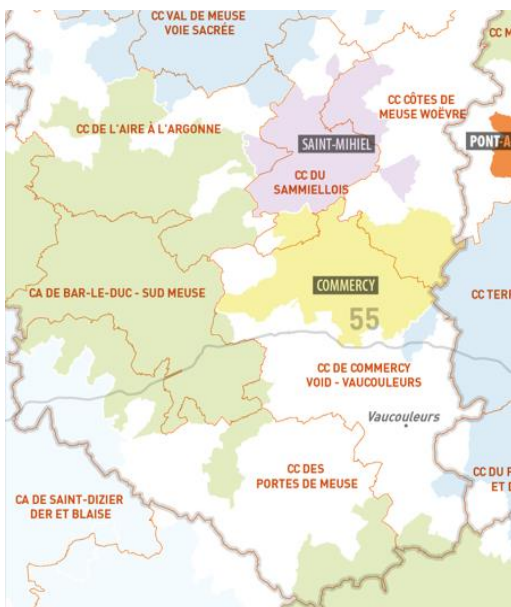 CC VAL DE MEUSE
VOIE SACRÉE
CC M
CC CÔTES DE
MEUSE WOËVRE
CC DE L'AIRE À L'ARGONNE
SAINT-MIHIEL
PONT-A
CC DU
SAMMIELLOIS
COMMERCY
CA DE BAR-LE-DUC - SUD MEUSE
CC TERR
55
CC DE COMMERCY
VOID - VAUCOULEURS
Vaucouleurs
CC DES
PORTES DE MEUSE
CC DU P
ET D
CA DE SAINT-DIZIER
DER ET BLAISE